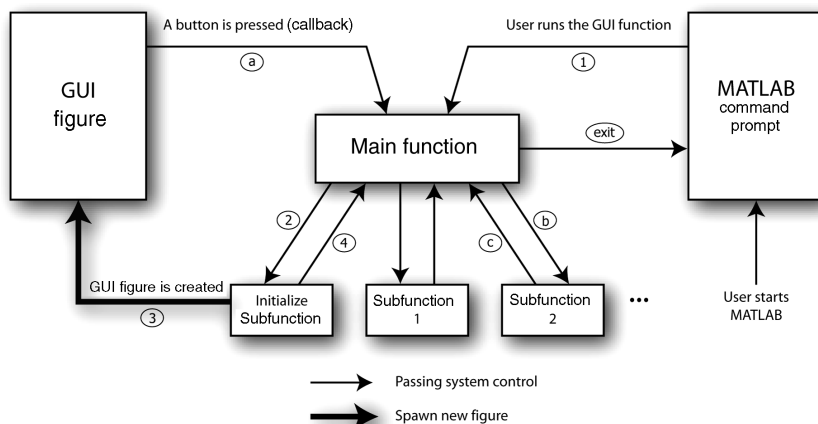 A button is pressed (callback)
a
User runs the GUI function
1
GUI
figure
MATLAB
command
prompt
Main function
exit
2
4
c
b
GUI figure is created
3
Initialize
Subfunction
Subfunction
1
Subfunction
2
...
User starts
MATLAB
Passing system control
Spawn new figure